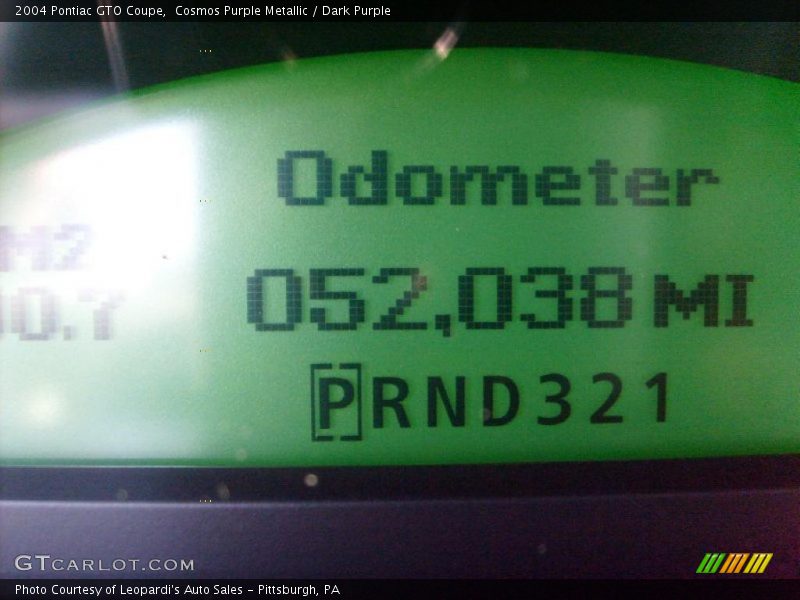 2004 Pontiac GTO Coupe,  Cosmos Purple Metallic / Dark Purple
Odometer
052,038 MI
PRND321
GTCARLOT.COM
Photo Courtesy of Leopardi's Auto Sales - Pittsburgh, PA